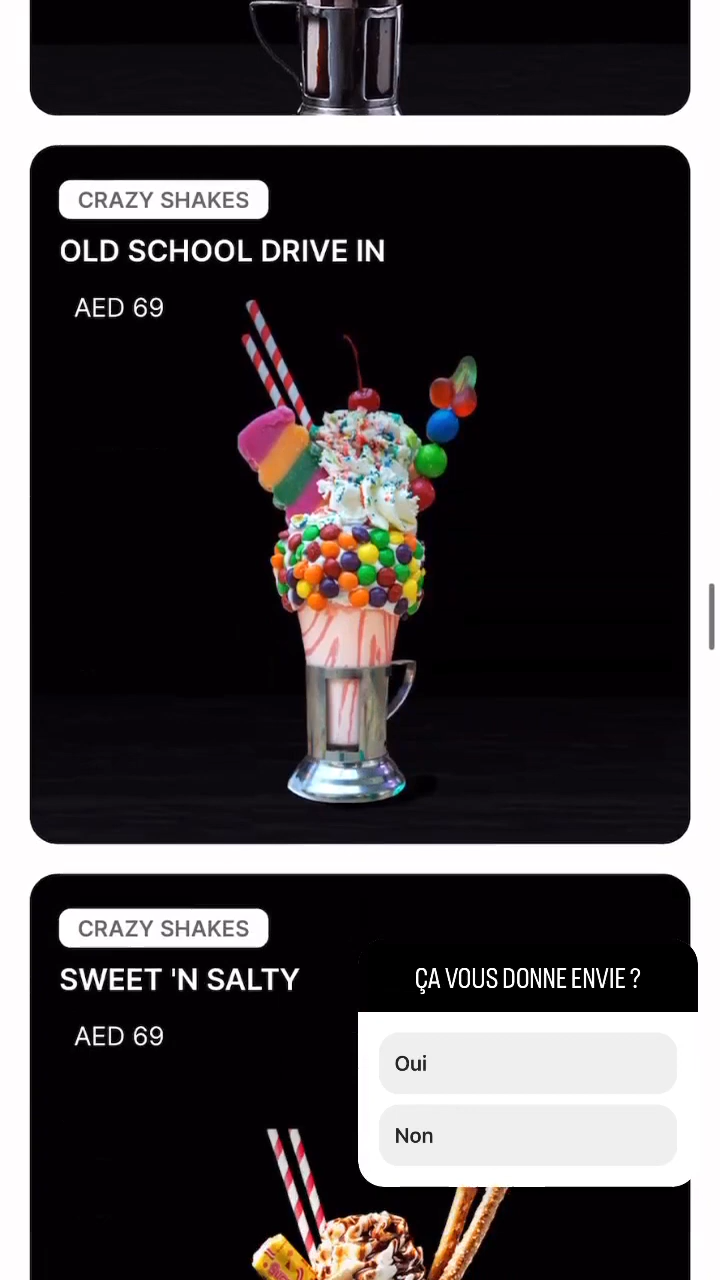 CRAZY SHAKES
OLD SCHOOL DRIVE IN
AED 69
CRAZY SHAKES
SWEET 'N SALTY
AED 69
ÇA VOUS DONNE ENVIE ?
Oui
Non